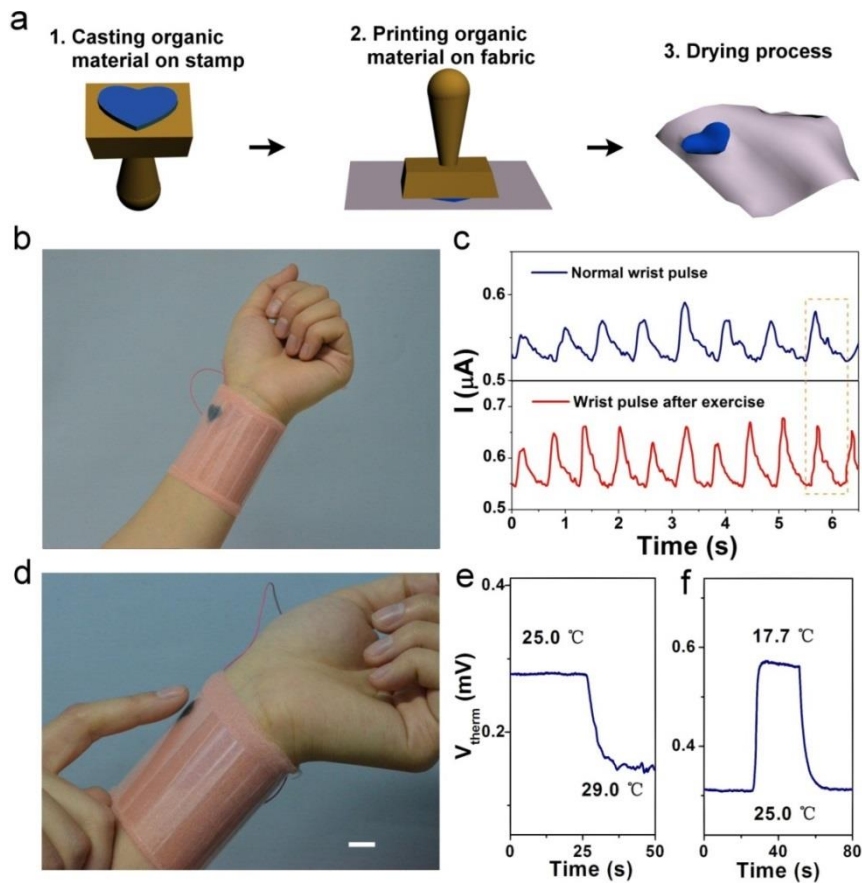 a
1. Casting organic
material on stamp
2. Printing organic
material on fabric
3. Drying process
b
c
Normal wrist pulse
0.6
0.5
I (μA)
Wrist pulse after exercise
0.7
0.6
0.5
0 1 2 3 4 5 6
Time (s)
d
e
0.4
25.0 ℃
V therm (mV)
0.2
29.0 ℃
0 25 50
Time (s)
f
17.7 ℃
0.6
0.3
25.0 ℃
0 40 80
Time (s)